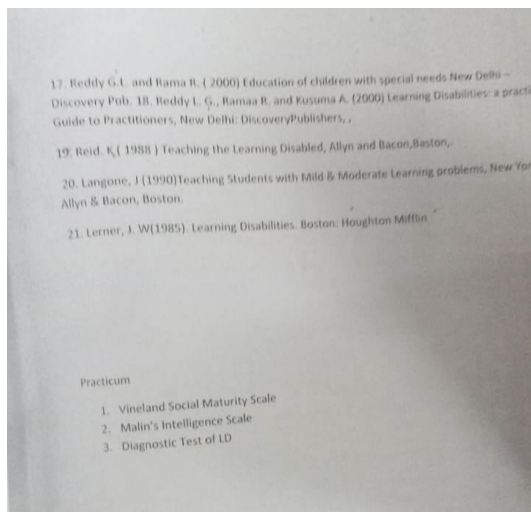 17. Reddy G.L. and Rama R. ( 2000) Education of children with special needs New Delhi –
Discovery Pub. 18. Reddy L. G., Ramaa R. and Kusuma A. (2000) Learning Disabilities: a
Guide to Practitioners, New Delhi: DiscoveryPublishers, ,
19. Reid. K,( 1988 ) Teaching the Learning Disabled, Allyn and Bacon,Baston,.
20. Langone, J (1990)Teaching Students with Mild & Moderate Learning problems, New
Allyn & Bacon, Boston.
21. Lerner, J. W(1985). Learning Disabilities. Boston: Houghton Mifflin
Practicum
1. Vineland Social Maturity Scale
2. Malin's Intelligence Scale
3. Diagnostic Test of LD